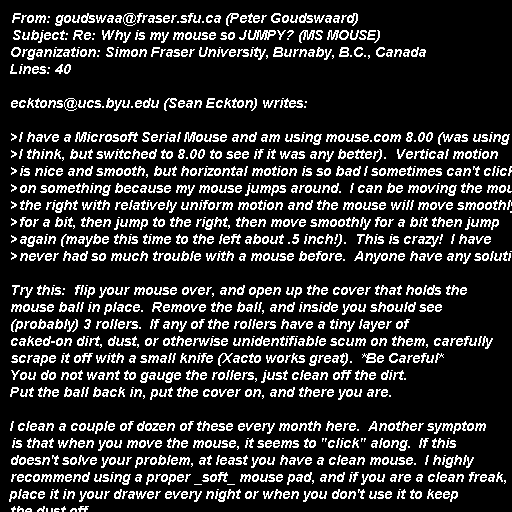 From: goudswaa@fraser.sfu.ca (Peter Goudswaard)
Subject: Re: Why is my mouse so JUMPY? (MS MOUSE)
Organization: Simon Fraser University, Burnaby, B.C., Canada
Lines: 40

ecktons@ucs.byu.edu (Sean Eckton) writes:

>I have a Microsoft Serial Mouse and am using mouse.com 8.00 (was using
>I think, but switched to 8.00 to see if it was any better).  Vertical motion
>is nice and smooth, but horizontal motion is so bad I sometimes can't click
>on something because my mouse jumps around.  I can be moving the mou
>the right with relatively uniform motion and the mouse will move smoothly
>for a bit, then jump to the right, then move smoothly for a bit then jump
>again (maybe this time to the left about .5 inch!).  This is crazy!  I have
>never had so much trouble with a mouse before.  Anyone have any soluti

Try this:  flip your mouse over, and open up the cover that holds the
mouse ball in place.  Remove the ball, and inside you should see
(probably) 3 rollers.  If any of the rollers have a tiny layer of
caked-on dirt, dust, or otherwise unidentifiable scum on them, carefully
scrape it off with a small knife (Xacto works great).  *Be Careful*
You do not want to gauge the rollers, just clean off the dirt.
Put the ball back in, put the cover on, and there you are.

I clean a couple of dozen of these every month here.  Another symptom
is that when you move the mouse, it seems to "click" along.  If this
doesn't solve your problem, at least you have a clean mouse.  I highly
recommend using a proper _soft_ mouse pad, and if you are a clean freak,
place it in your drawer every night or when you don't use it to keep
the dust off